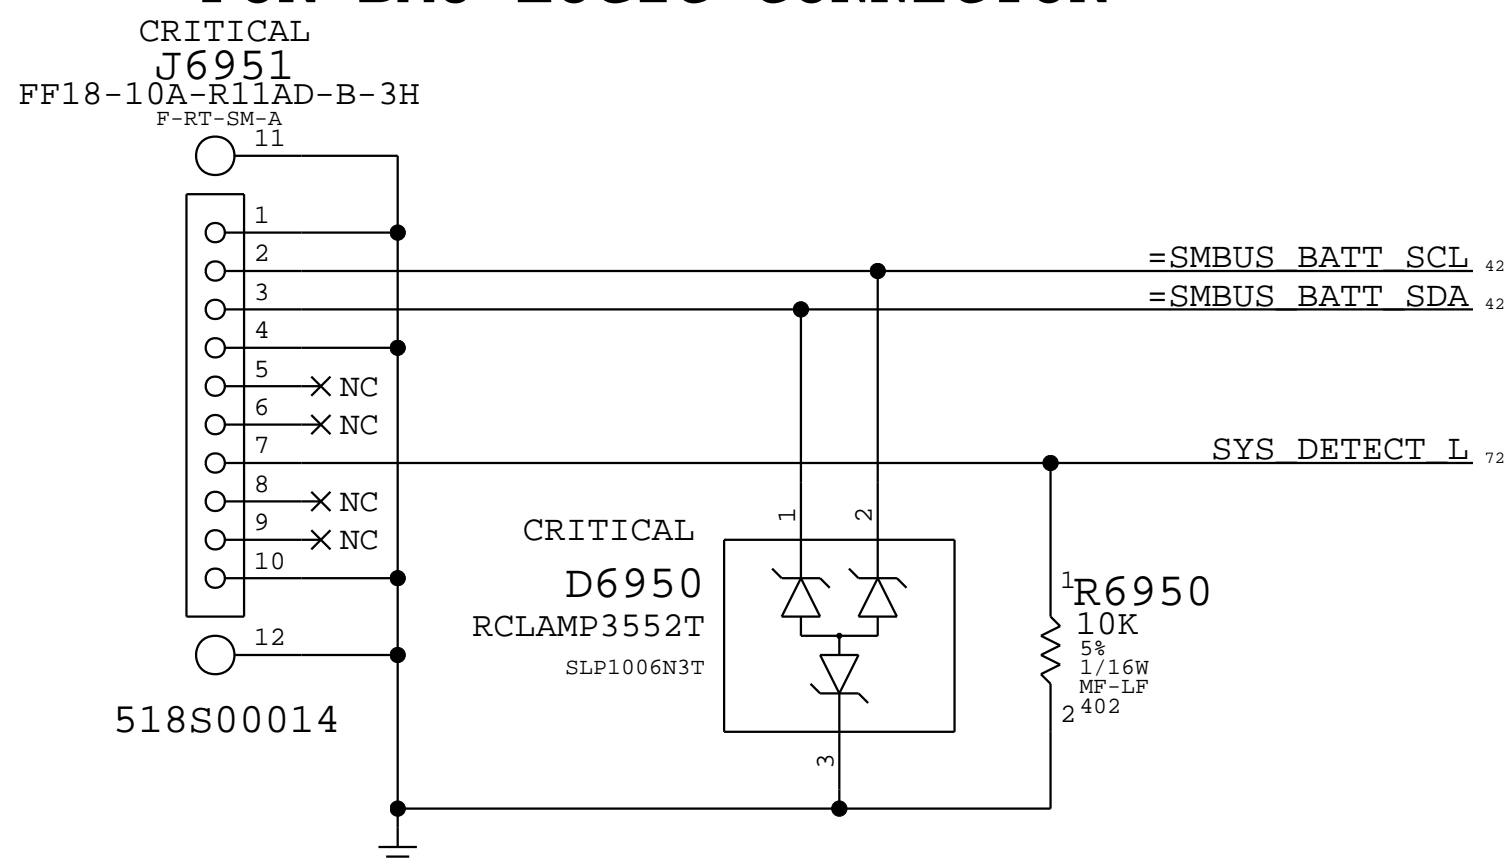 CRITICAL
J6951
FF18-10A-R11AD-B-3H
F-RT-SM-A
11
1
2
=SMBUS_BATT_SCL 42
3
=SMBUS_BATT_SDA 42
4
5
NC
6
NC
7
SYS_DETECT_L 72
8
NC
9
NC
10
12
518S00014
CRITICAL
D6950
RCLAMP3552T
SLP1006N3T
1
2
3
1
R6950
10K
5%
1/16W
MF-LF
402
2